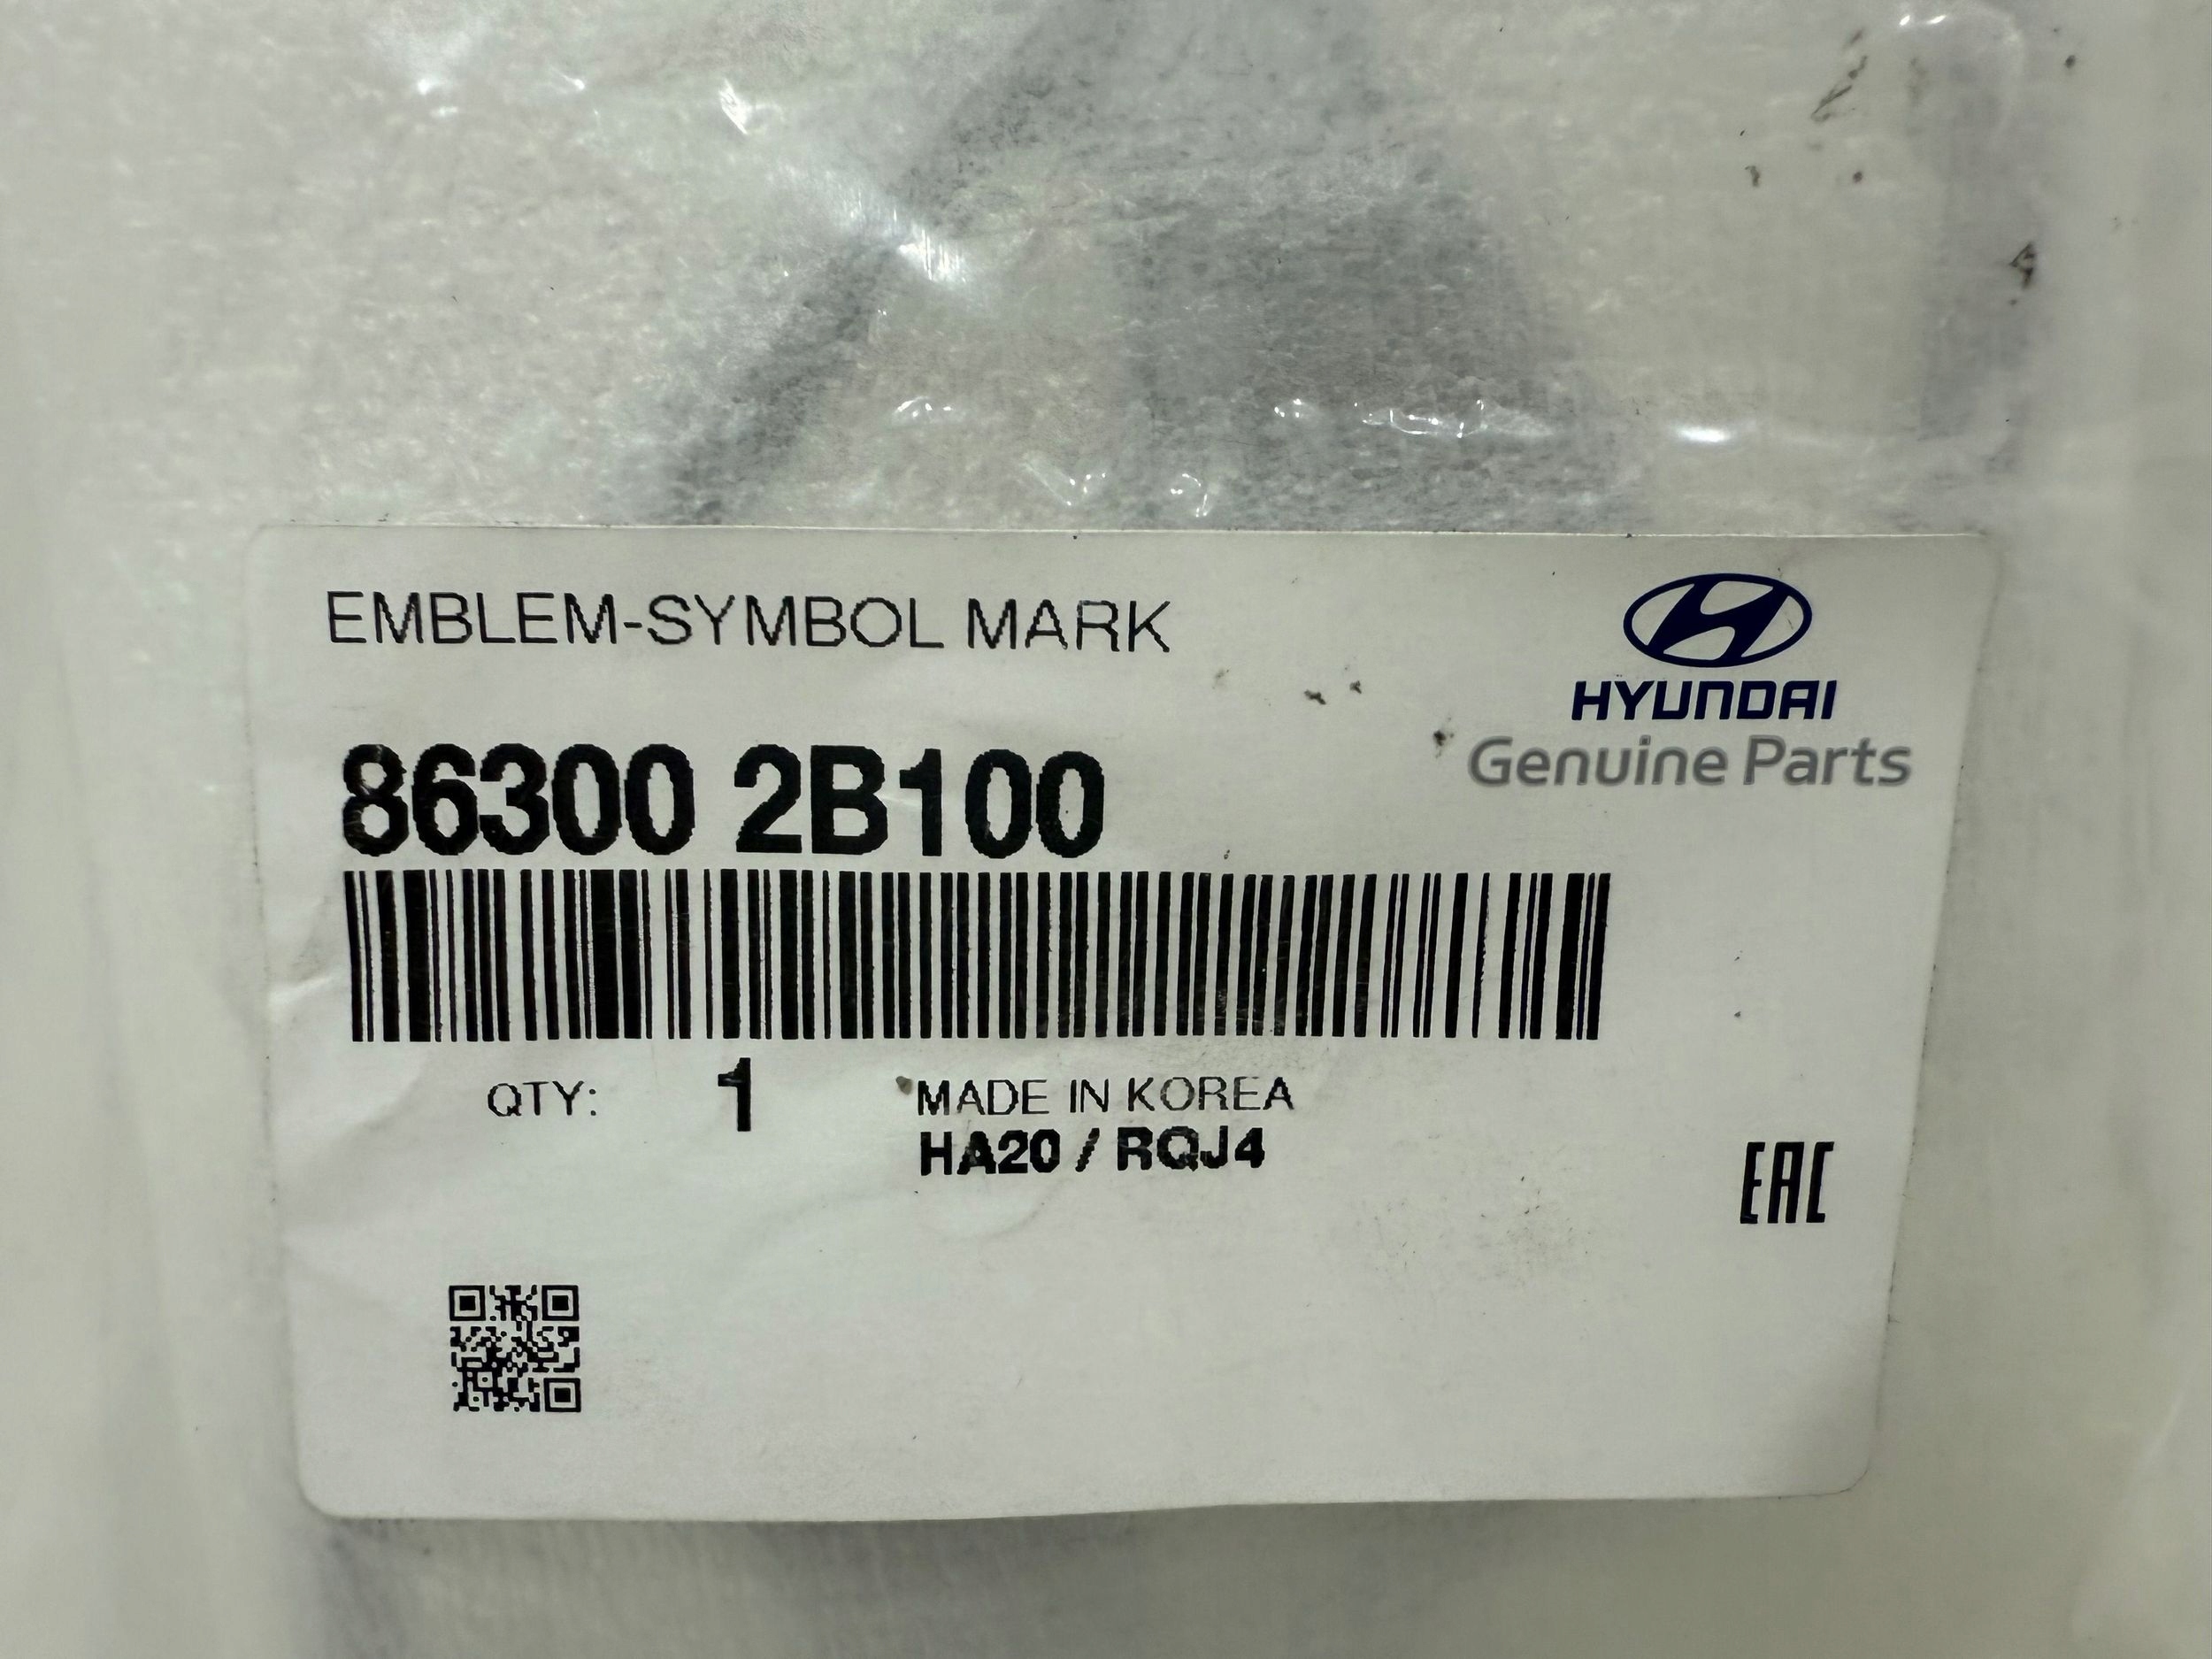 EMBLEM-SYMBOL MARK
HYUNDAI
Genuine Parts
86300 2B100
QTY: 1
MADE IN KOREA
HA20 / RQJ4
EAC